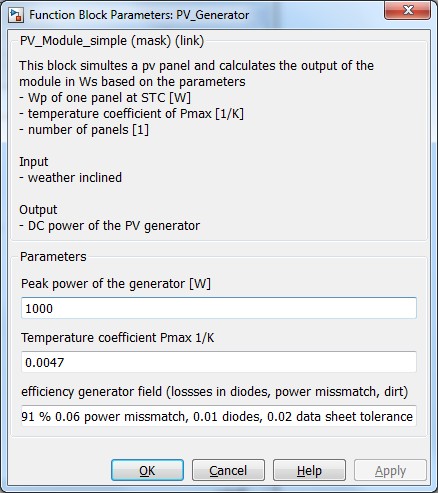 Function Block Parameters: PV_Generator
PV_Module_simple (mask) (link)
This block simultes a pv panel and calculates the output of the
module in Ws based on the parameters
- Wp of one panel at STC [W]
- temperature coefficient of Pmax [1/K]
- number of panels [1]
Input
- weather inclined
Output
- DC power of the PV generator
Parameters
Peak power of the generator [W]
1000
Temperature coefficient Pmax 1/K
0.0047
efficiency generator field (lossses in diodes, power missmatch, dirt)
91 % 0.06 power missmatch, 0.01 diodes, 0.02 data sheet tolerance
OK Cancel Help Apply